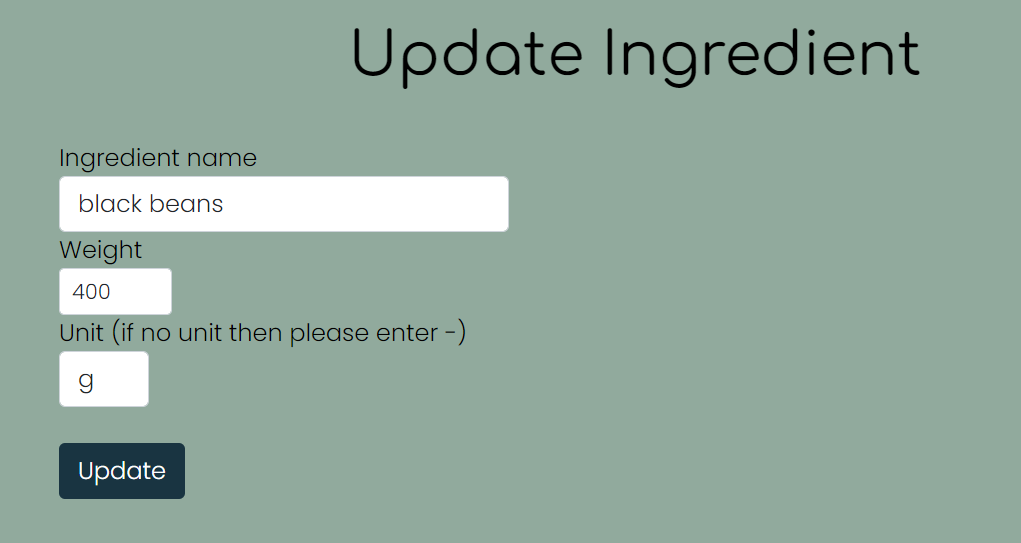 Update Ingredient
Ingredient name
black beans
Weight
400
Unit (if no unit then please enter -)
g
Update